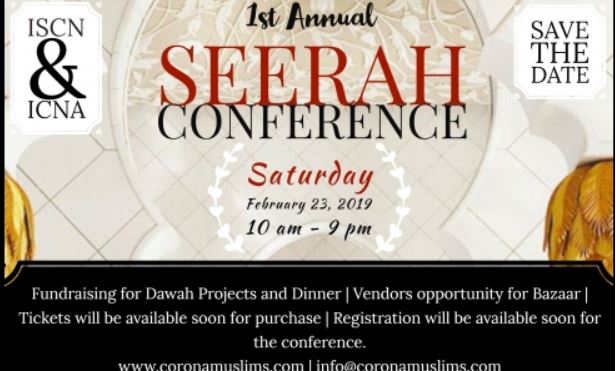 ISCN
&
ICNA
1st Annual
SEERAH
CONFERENCE
SAVE
THE
DATE
Saturday
February 23, 2019
10 am - 9 pm
Fundraising for Dawah Projects and Dinner | Vendors opportunity for Bazaar |
Tickets will be available soon for purchase | Registration will be available soon for
the conference.
www.coronamuslims.com | info@coronamuslims.com